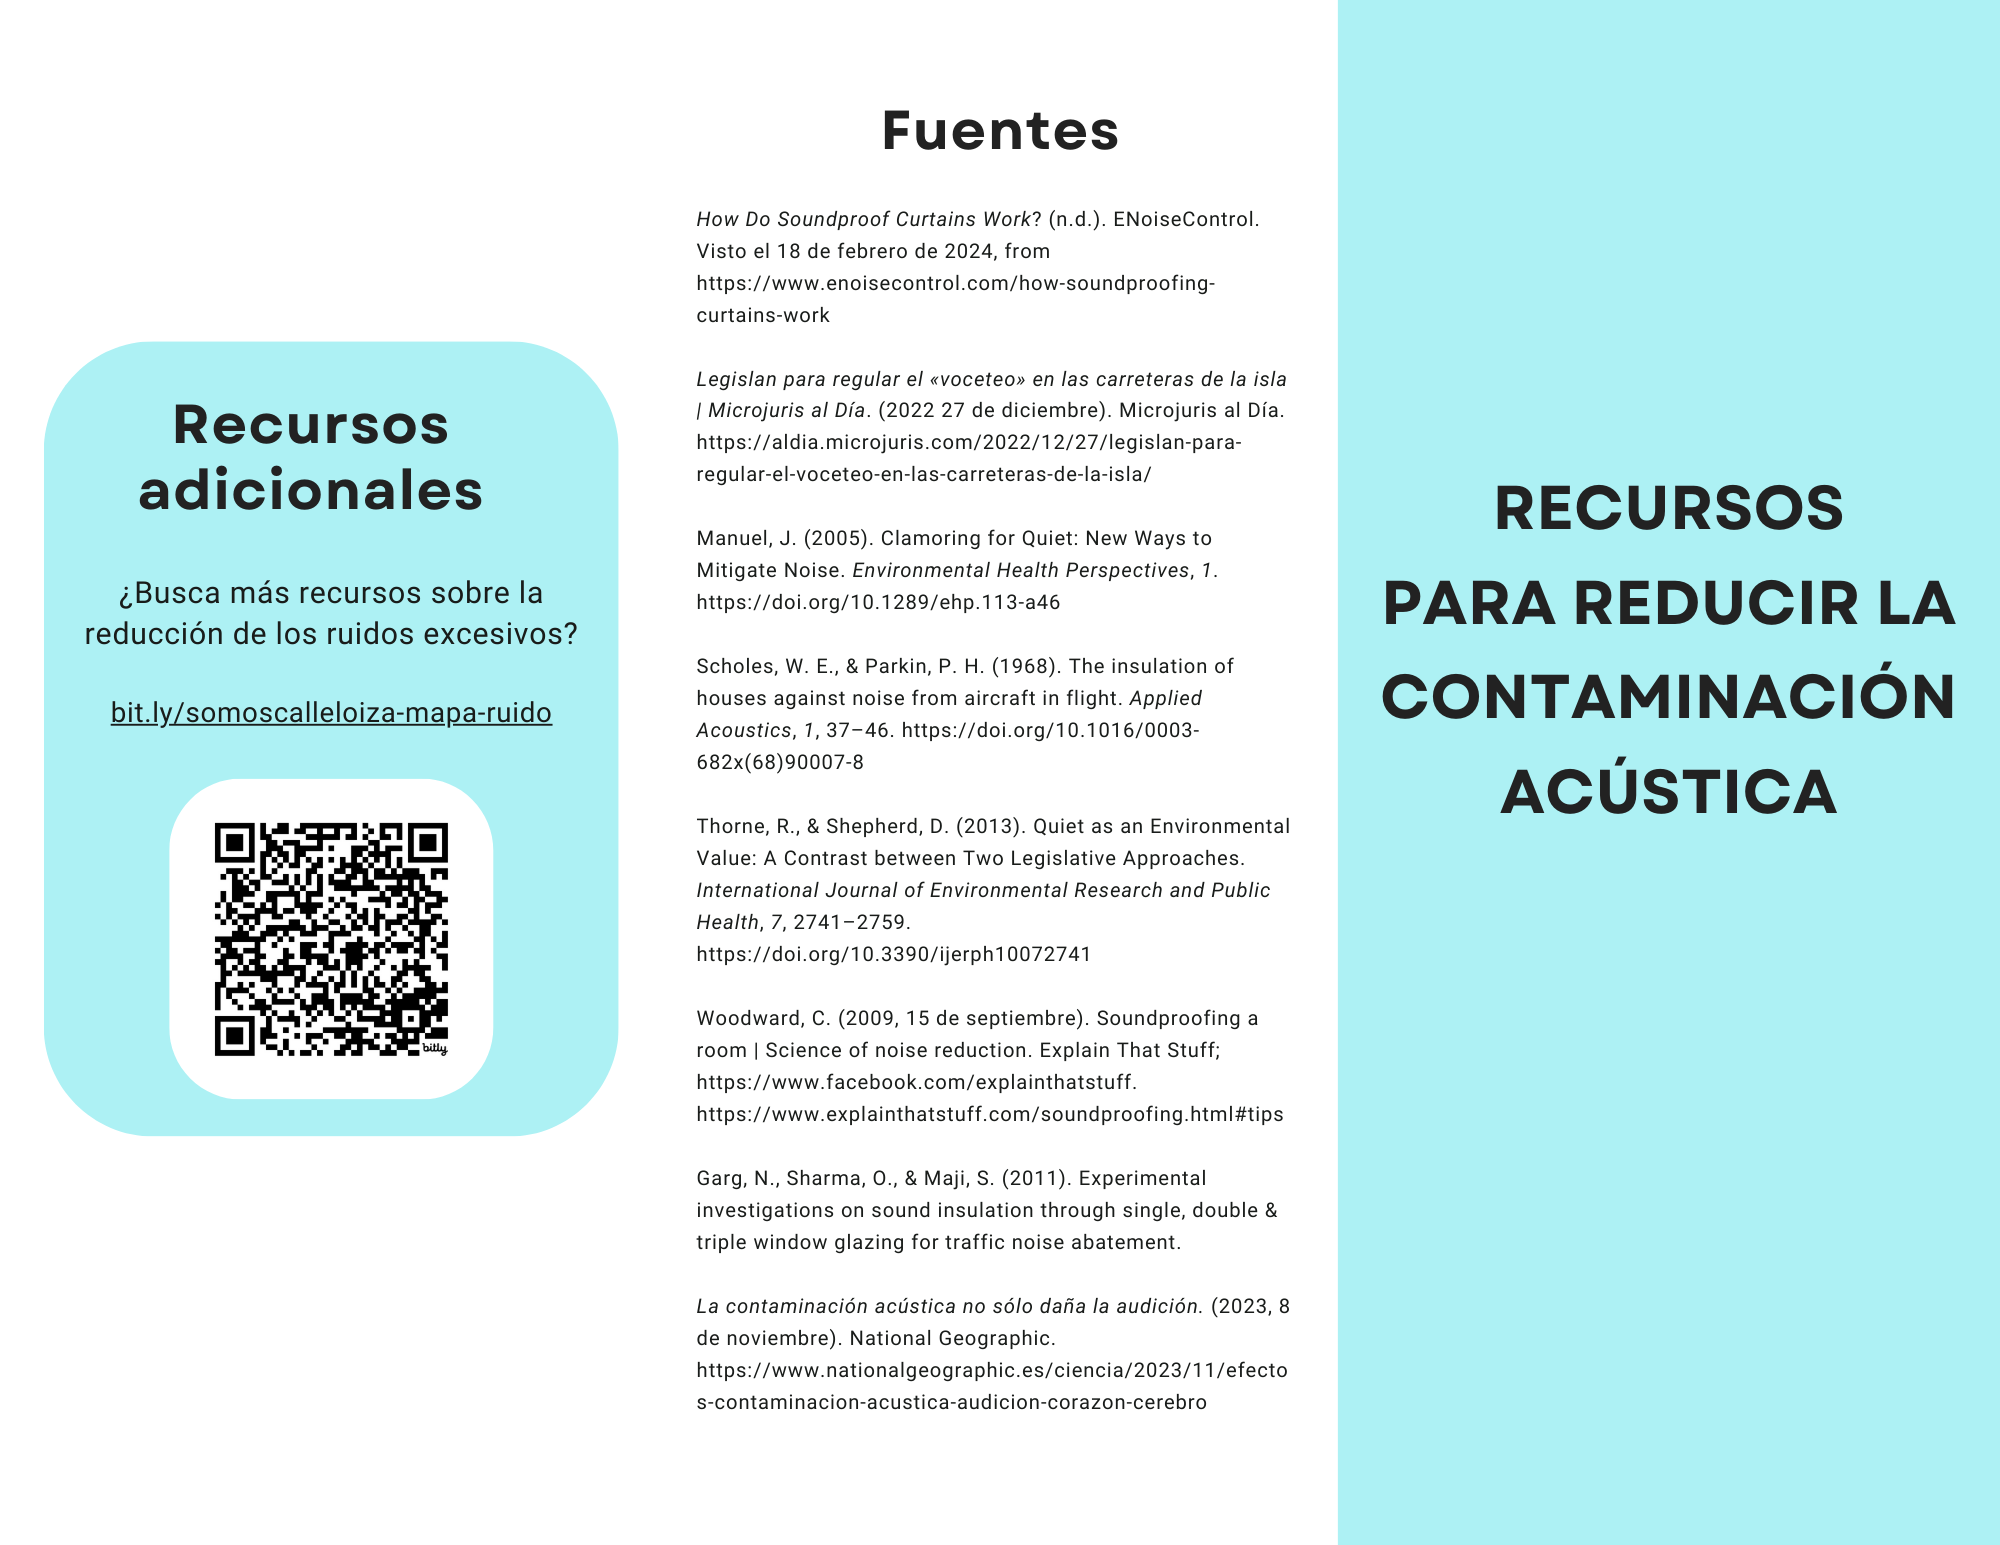 Recursos
adicionales
¿Busca más recursos sobre la
reducción de los ruidos excesivos?
bit.ly/somoscalleloiza-mapa-ruido
bitly
Fuentes
How Do Soundproof Curtains Work? (n.d.). ENoiseControl.
Visto el 18 de febrero de 2024, from
https://www.enoisecontrol.com/how-soundproofing-
curtains-work
Legislan para regular el «voceteo» en las carreteras de la isla
| Microjuris al Día. (2022 27 de diciembre). Microjuris al Día.
https://aldia.microjuris.com/2022/12/27/legislan-para-
regular-el-voceteo-en-las-carreteras-de-la-isla/
Manuel, J. (2005). Clamoring for Quiet: New Ways to
Mitigate Noise. Environmental Health Perspectives, 1.
https://doi.org/10.1289/ehp.113-a46
Scholes, W. E., & Parkin, P. H. (1968). The insulation of
houses against noise from aircraft in flight. Applied
Acoustics, 1, 37–46. https://doi.org/10.1016/0003-
682x(68)90007-8
Thorne, R., & Shepherd, D. (2013). Quiet as an Environmental
Value: A Contrast between Two Legislative Approaches.
International Journal of Environmental Research and Public
Health, 7, 2741–2759.
https://doi.org/10.3390/ijerph10072741
Woodward, C. (2009, 15 de septiembre). Soundproofing a
room | Science of noise reduction. Explain That Stuff;
https://www.facebook.com/explainthatstuff.
https://www.explainthatstuff.com/soundproofing.html#tips
Garg, N., Sharma, O., & Maji, S. (2011). Experimental
investigations on sound insulation through single, double &
triple window glazing for traffic noise abatement.
La contaminación acústica no sólo daña la audición. (2023, 8
de noviembre). National Geographic.
https://www.nationalgeographic.es/ciencia/2023/11/efecto
s-contaminacion-acustica-audicion-corazon-cerebro
RECURSOS
PARA REDUCIR LA
CONTAMINACIÓN
ACÚSTICA